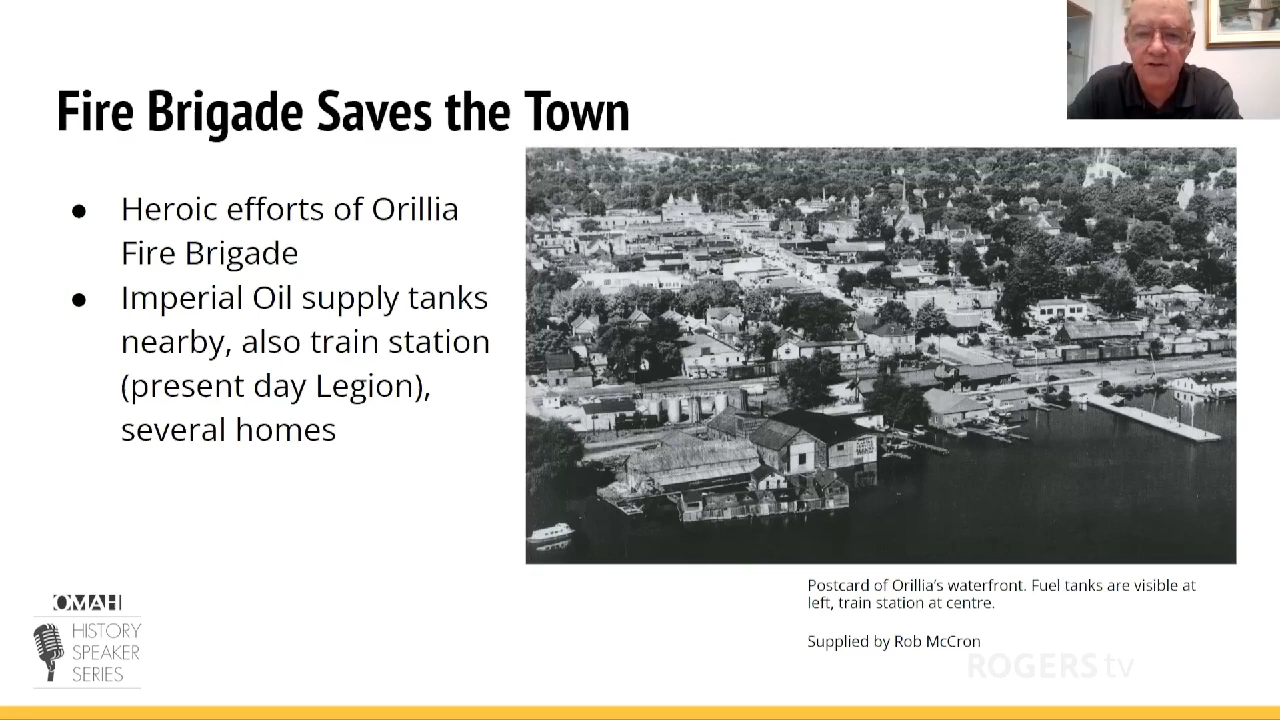 Fire Brigade Saves the Town
● Heroic efforts of Orillia
Fire Brigade
● Imperial Oil supply tanks
nearby, also train station
(present day Legion),
several homes
Postcard of Orillia's waterfront. Fuel tanks are visible at
left, train station at centre.
Supplied by Rob McCron
OMAH
HISTORY
SPEAKER
SERIES
ROGERS tv